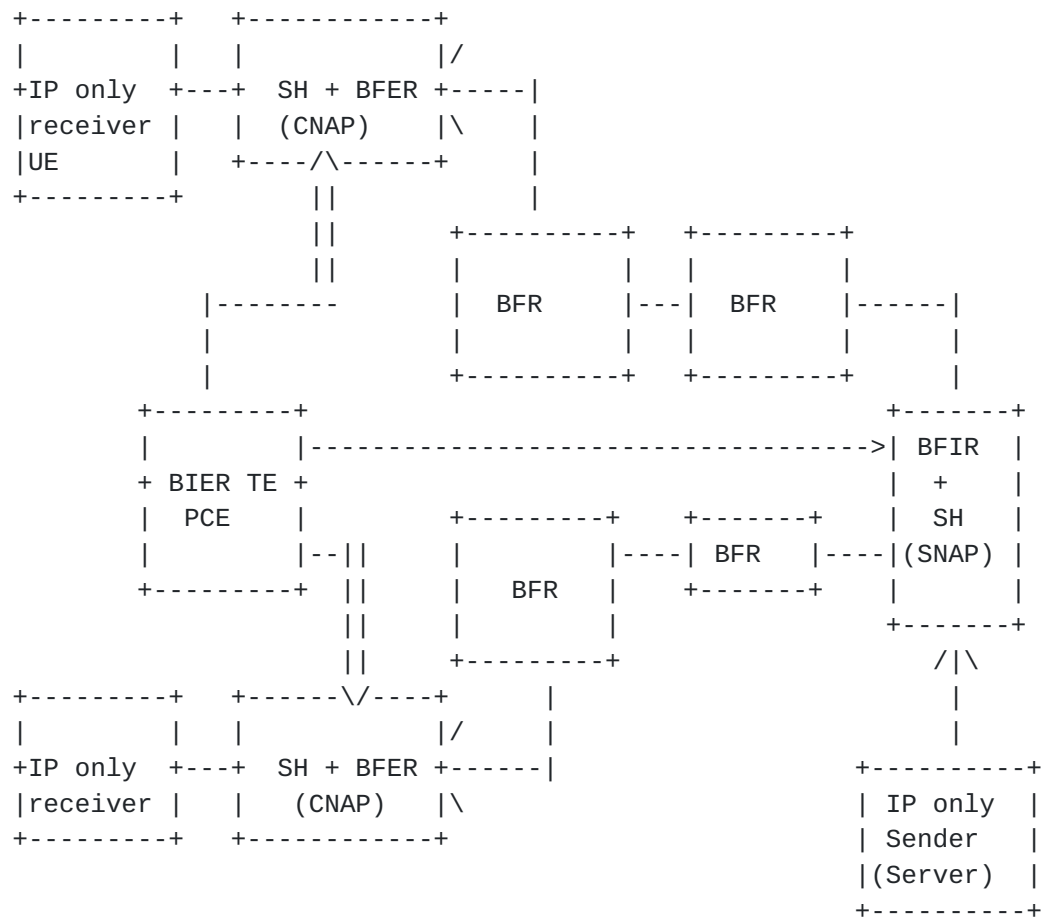 IP only
receiver
UE
SH + BFER
(CNAP)
BFR
BFR
BIER TE
PCE
BFIR
+
SH
(SNAP)
BFR
BFR
IP only
receiver
SH + BFER
(CNAP)
IP only
Sender
(Server)